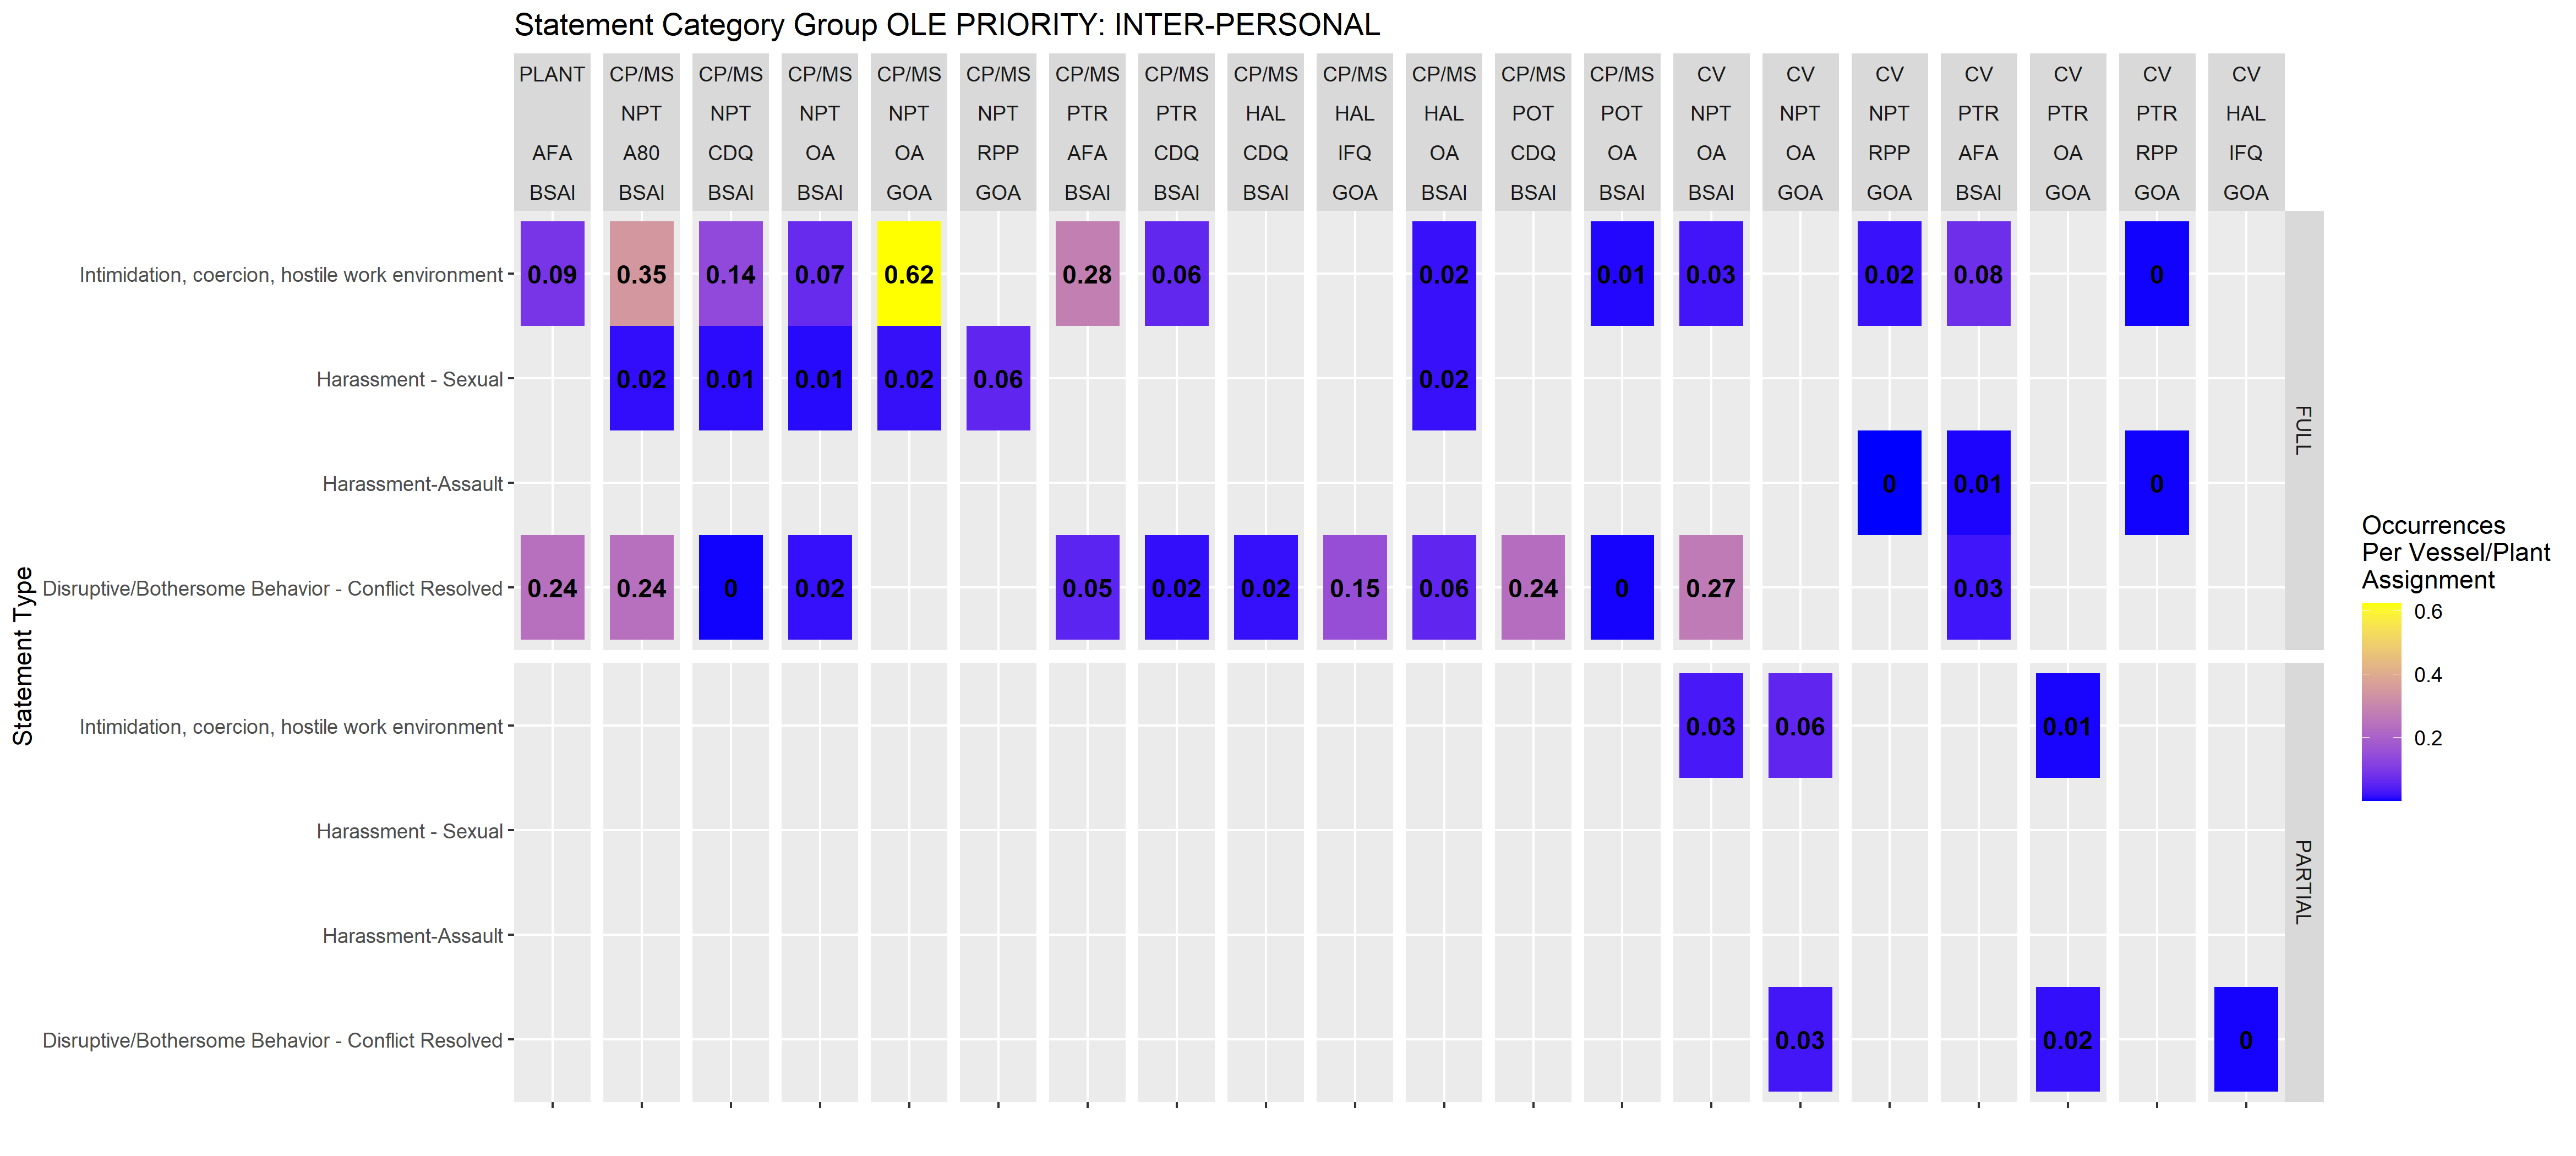 Statement Category Group OLE PRIORITY: INTER-PERSONAL
PLANT CP/MS CP/MS CP/MS CP/MS CP/MS CP/MS CP/MS CP/MS CP/MS CP/MS CP/MS CP/MS CV CV CV CV CV CV CV
NPT NPT NPT NPT NPT PTR PTR HAL HAL HAL POT POT NPT NPT NPT PTR PTR PTR HAL
AFA A80 CDQ OA OA RPP AFA CDQ CDQ IFQ OA CDQ OA OA OA RPP AFA OA RPP IFQ
BSAI BSAI BSAI BSAI GOA GOA BSAI BSAI BSAI GOA BSAI BSAI BSAI BSAI GOA GOA BSAI GOA GOA GOA
Intimidation, coercion, hostile work environment 0.09 0.35 0.14 0.07 0.62 0.28 0.06 0.02 0.01 0.03 0.02 0.08 0
Harassment - Sexual 0.02 0.01 0.01 0.02 0.06 0.02
Harassment-Assault 0 0.01 0
Disruptive/Bothersome Behavior - Conflict Resolved 0.24 0.24 0 0.02 0.05 0.02 0.02 0.15 0.06 0.24 0 0.27 0.03
FULL
Intimidation, coercion, hostile work environment 0.03 0.06 0.01
Harassment - Sexual
Harassment-Assault
Disruptive/Bothersome Behavior - Conflict Resolved 0.03 0.02 0
PARTIAL
Statement Type
Occurrences
Per Vessel/Plant
Assignment
0.6
0.4
0.2